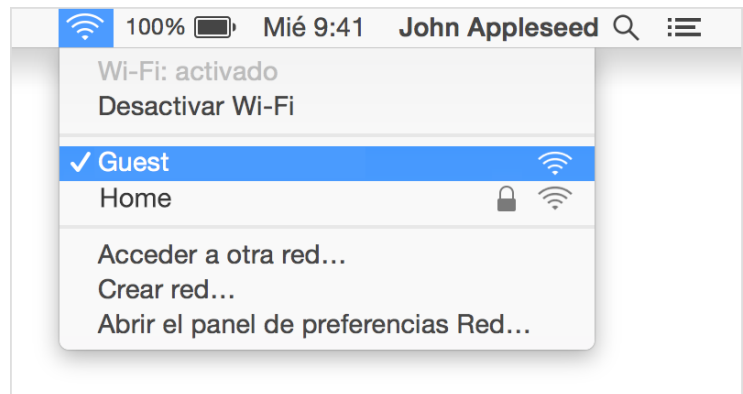 100% Mié 9:41 John Appleseed
Wi-Fi: activado
Desactivar Wi-Fi
Guest
Home
Acceder a otra red...
Crear red...
Abrir el panel de preferencias Red...